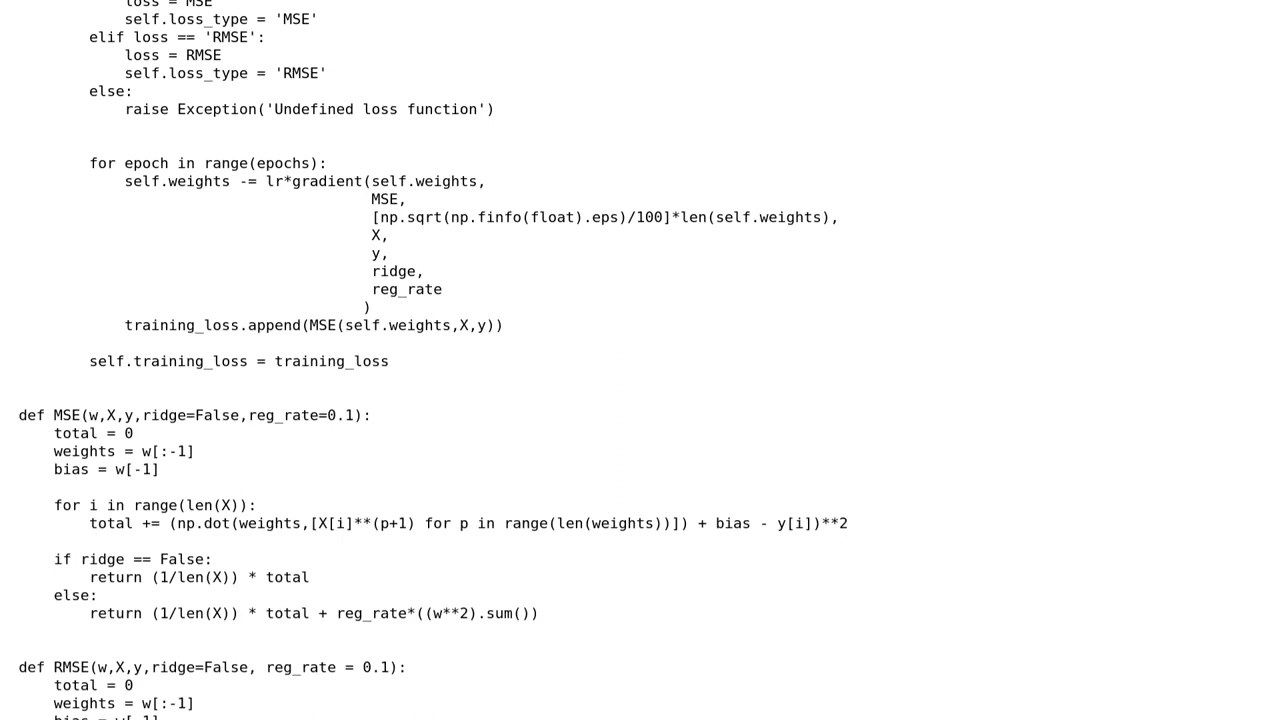 loss = MSE
            self.loss_type = 'MSE'
        elif loss == 'RMSE':
            loss = RMSE
            self.loss_type = 'RMSE'
        else:
            raise Exception('Undefined loss function')


        for epoch in range(epochs):
            self.weights -= lr*gradient(self.weights,
                                        MSE,
                                        [np.sqrt(np.finfo(float).eps)/100]*len(self.weights),
                                        X,
                                        y,
                                        ridge,
                                        reg_rate
                                       )
            training_loss.append(MSE(self.weights,X,y))

        self.training_loss = training_loss


def MSE(w,X,y,ridge=False,reg_rate=0.1):
    total = 0
    weights = w[:-1]
    bias = w[-1]

    for i in range(len(X)):
        total += (np.dot(weights,[X[i]**(p+1) for p in range(len(weights))]) + bias - y[i])**2

    if ridge == False:
        return (1/len(X)) * total
    else:
        return (1/len(X)) * total + reg_rate*((w**2).sum())


def RMSE(w,X,y,ridge=False, reg_rate = 0.1):
    total = 0
    weights = w[:-1]
    bias = w[-1]